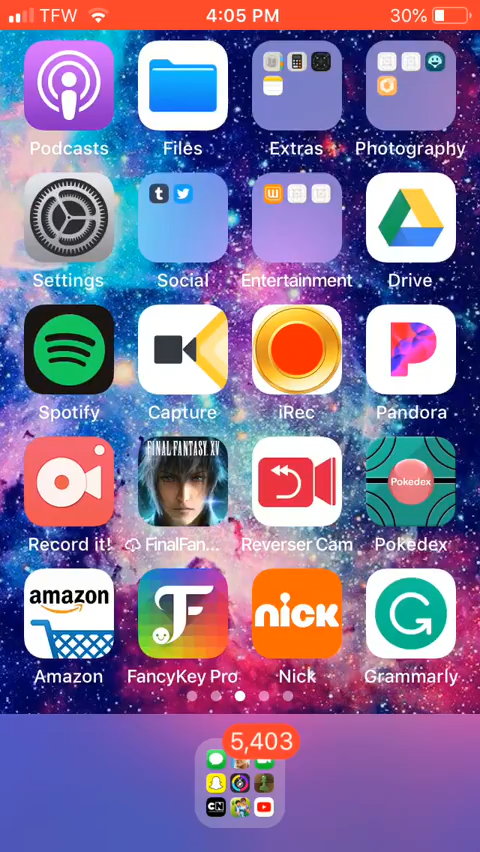 TFW 4:05 PM 30%
Podcasts Files Extras Photography
Settings Social Entertainment Drive
Spotify Capture iRec Pandora
FINAL FANTASY XV
Pokedex
Record it! FinalFan... Reverser Cam Pokedex
amazon nick
Amazon FancyKey Pro Nick Grammarly
5,403